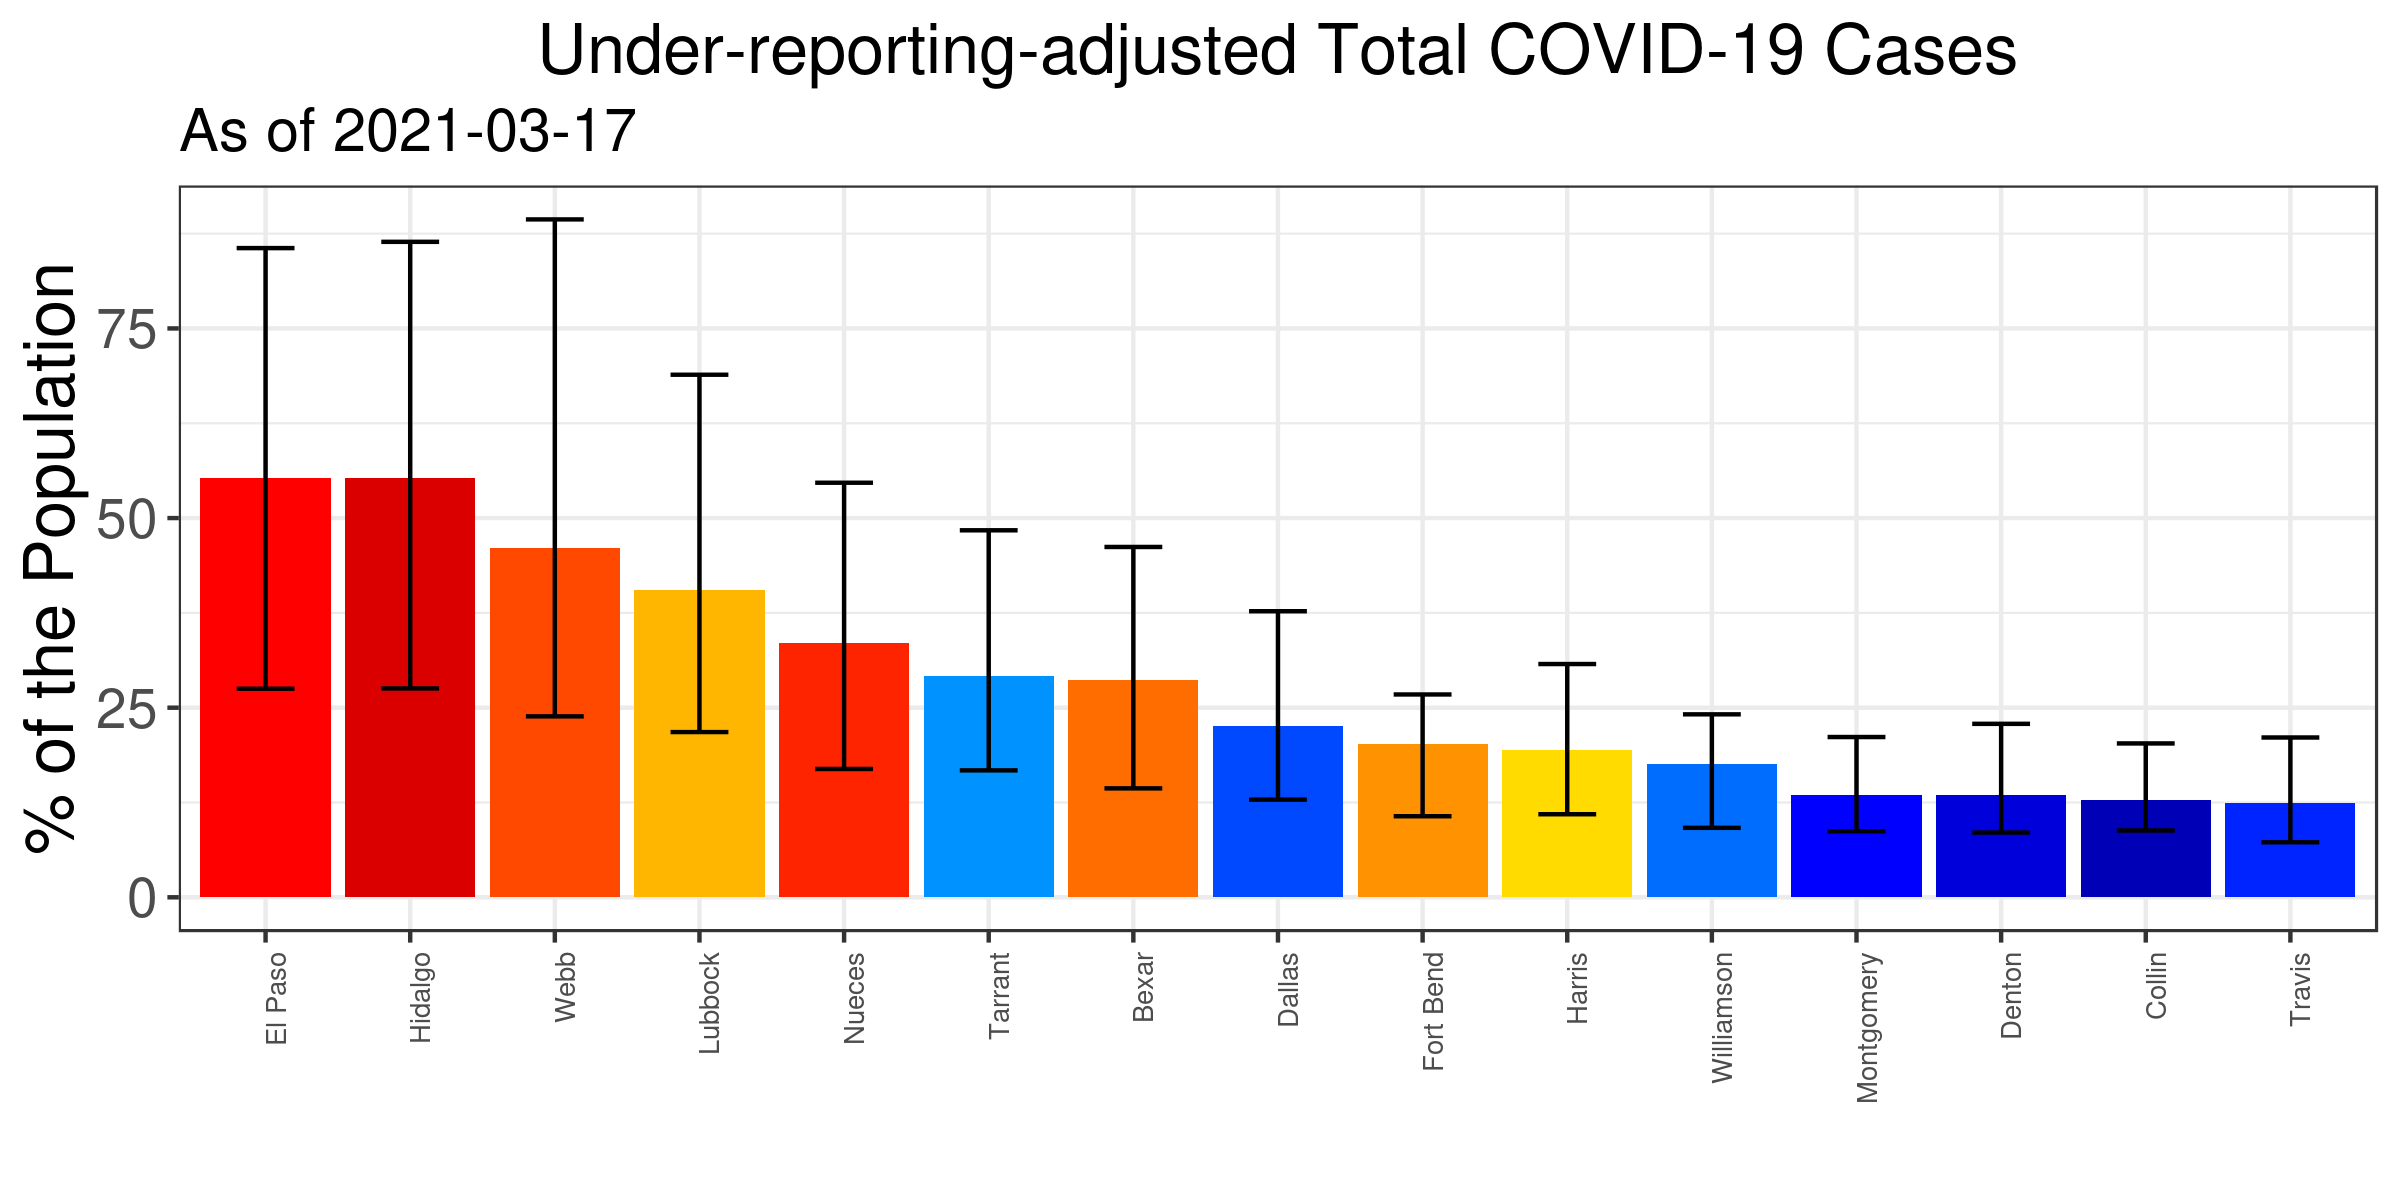 Under-reporting-adjusted Total COVID-19 Cases
As of 2021-03-17
% of the Population
75
50
25
0
El Paso
Hidalgo
Webb
Lubbock
Nueces
Tarrant
Bexar
Dallas
Fort Bend
Harris
Williamson
Montgomery
Denton
Collin
Travis